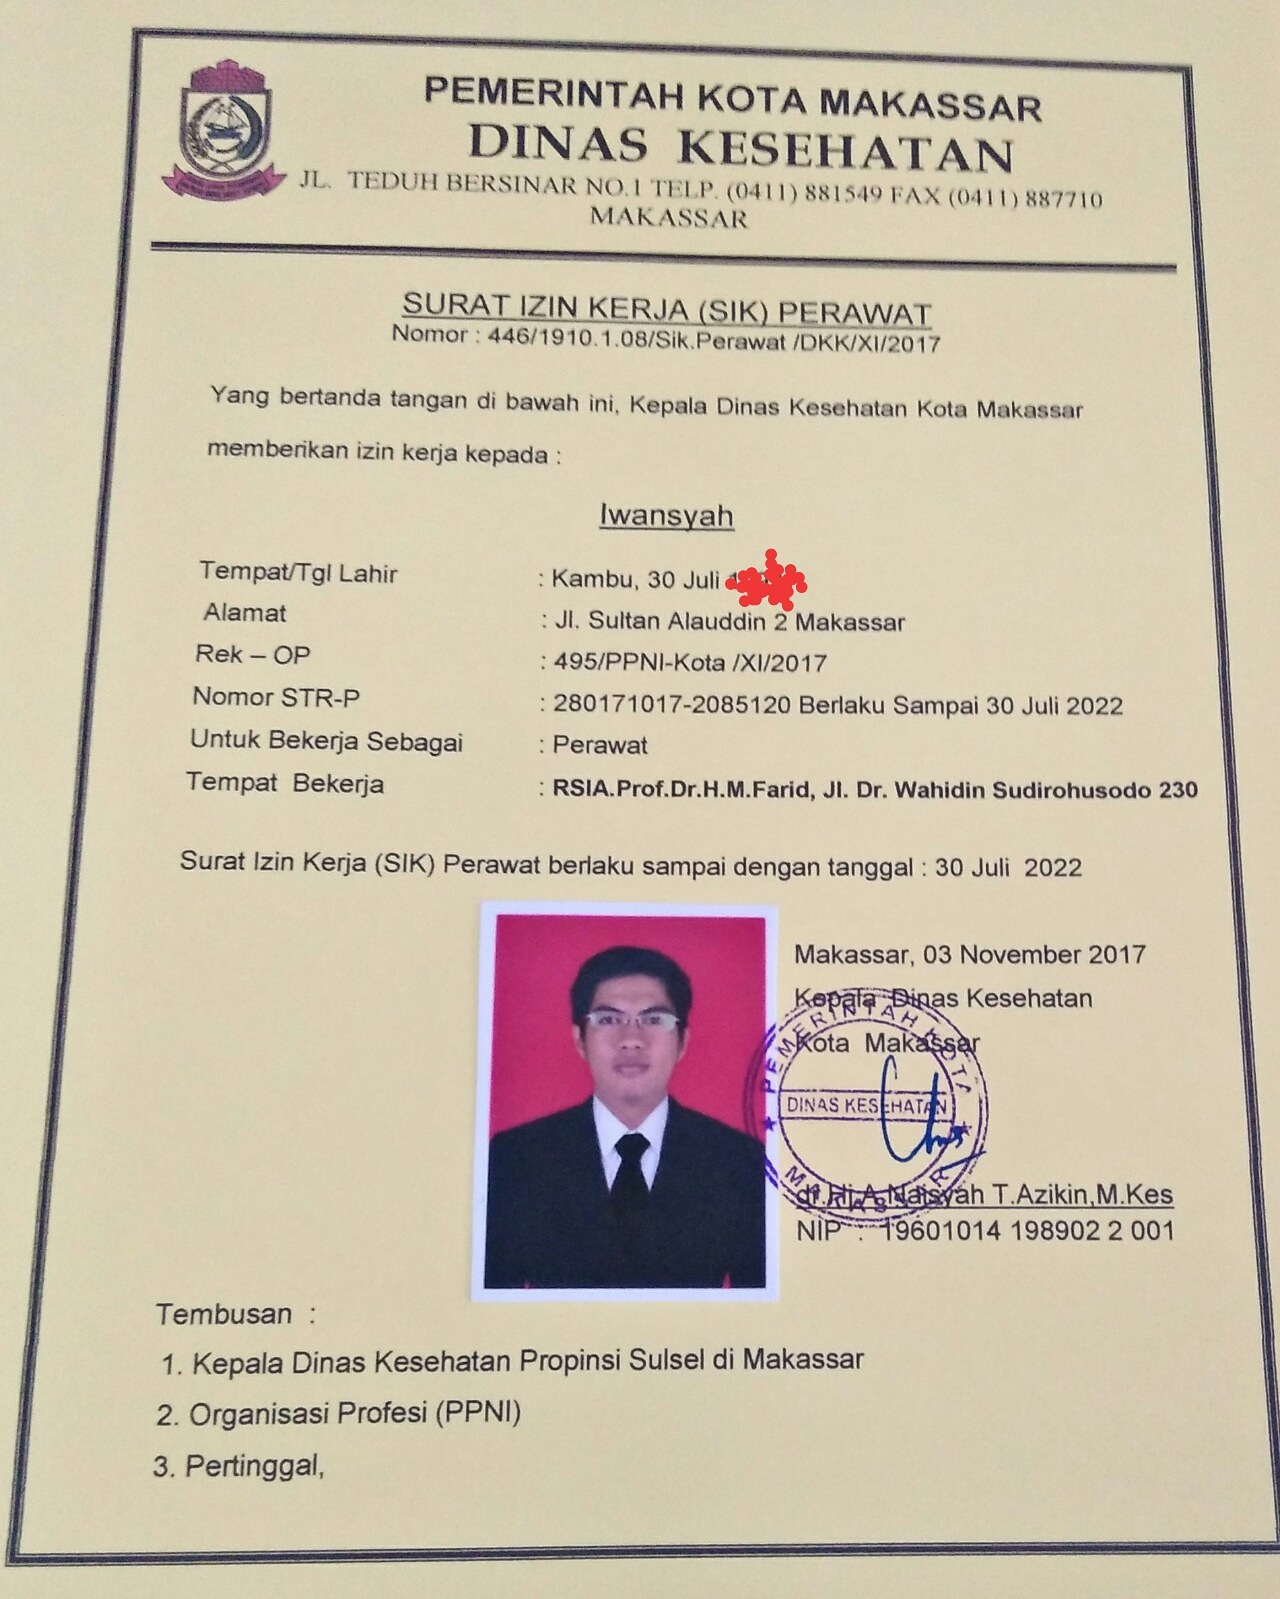 PEMERINTAH KOTA MAKASSAR
DINAS KESEHATAN
JL. TEDUH BERSINAR NO.1 TELP. (0411) 881549 FAX (0411) 887710
MAKASSAR
SURAT IZIN KERJA (SIK) PERAWAT
Nomor : 446/1910.1.08/Sik.Perawat /DKK/XI/2017
Yang bertanda tangan di bawah ini, Kepala Dinas Kesehatan Kota Makassar
memberikan izin kerja kepada :
Iwansyah
Tempat/Tgl Lahir : Kambu, 30 Juli
Alamat : Jl. Sultan Alauddin 2 Makassar
Rek – OP : 495/PPNI-Kota /XI/2017
Nomor STR-P : 280171017-2085120 Berlaku Sampai 30 Juli 2022
Untuk Bekerja Sebagai : Perawat
Tempat Bekerja : RSIA.Prof.Dr.H.M.Farid, Jl. Dr. Wahidin Sudirohusodo 230
Surat Izin Kerja (SIK) Perawat berlaku sampai dengan tanggal : 30 Juli 2022
Makassar, 03 November 2017
Kepala Dinas Kesehatan
Kota Makassar
PEMERINTAH KOTA
DINAS KESEHATAN
MAKASSAR
dr.Hj.A.Naisyah T.Azikin,M.Kes
NIP : 19601014 198902 2 001
Tembusan :
1. Kepala Dinas Kesehatan Propinsi Sulsel di Makassar
2. Organisasi Profesi (PPNI)
3. Pertinggal,